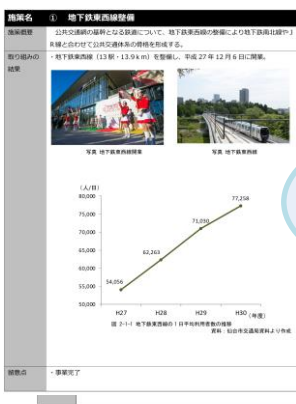 施策名 ① 地下鉄東西線整備
施策概要 公共交通網の基幹となる鉄道について、地下鉄東西線の整備により地下鉄南北線やJ
R線と合わせて公共交通体系の骨格を形成する。
取り組みの
結果
・地下鉄東西線（13駅・13.9km）を整備し、平成27年12月6日に開業。
写真 地下鉄東西線開業 写真 地下鉄東西線
(人/日)
80,000
75,000
70,000
65,000
60,000
55,000
50,000
54,056
62,263
71,030
77,258
H27 H28 H29 H30 (年度)
図 2-1-1 地下鉄東西線の1日平均利用者数の推移
資料：仙台市交通局資料より作成
・事業完了